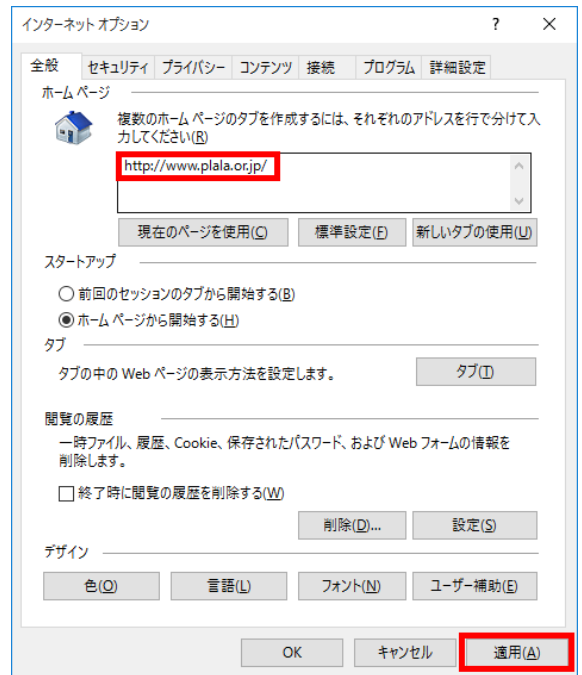 インターネット オプション ? ×
全般 セキュリティ プライバシー コンテンツ 接続 プログラム 詳細設定
ホーム ページ
複数のホーム ページのタブを作成するには、それぞれのアドレスを行で分けて入
力してください(R)
http://www.plala.or.jp/
現在のページを使用(C) 標準設定(F) 新しいタブの使用(U)
スタートアップ
前回のセッションのタブから開始する(B)
ホーム ページから開始する(H)
タブ
タブの中の Web ページの表示方法を設定します。 タブ(T)
閲覧の履歴
一時ファイル、履歴、Cookie、保存されたパスワード、および Web フォームの情報を
削除します。
終了時に閲覧の履歴を削除する(W)
削除(D)... 設定(S)
デザイン
色(O) 言語(L) フォント(N) ユーザー補助(E)
OK キャンセル 適用(A)